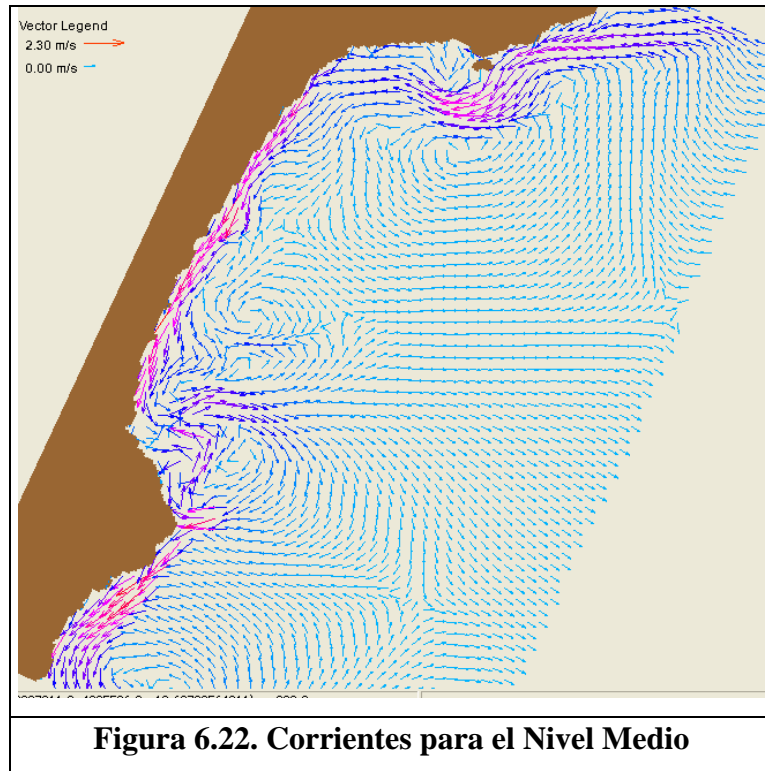 Vector Legend
2.30 m/s
0.00 m/s
Figura 6.22. Corrientes para el Nivel Medio